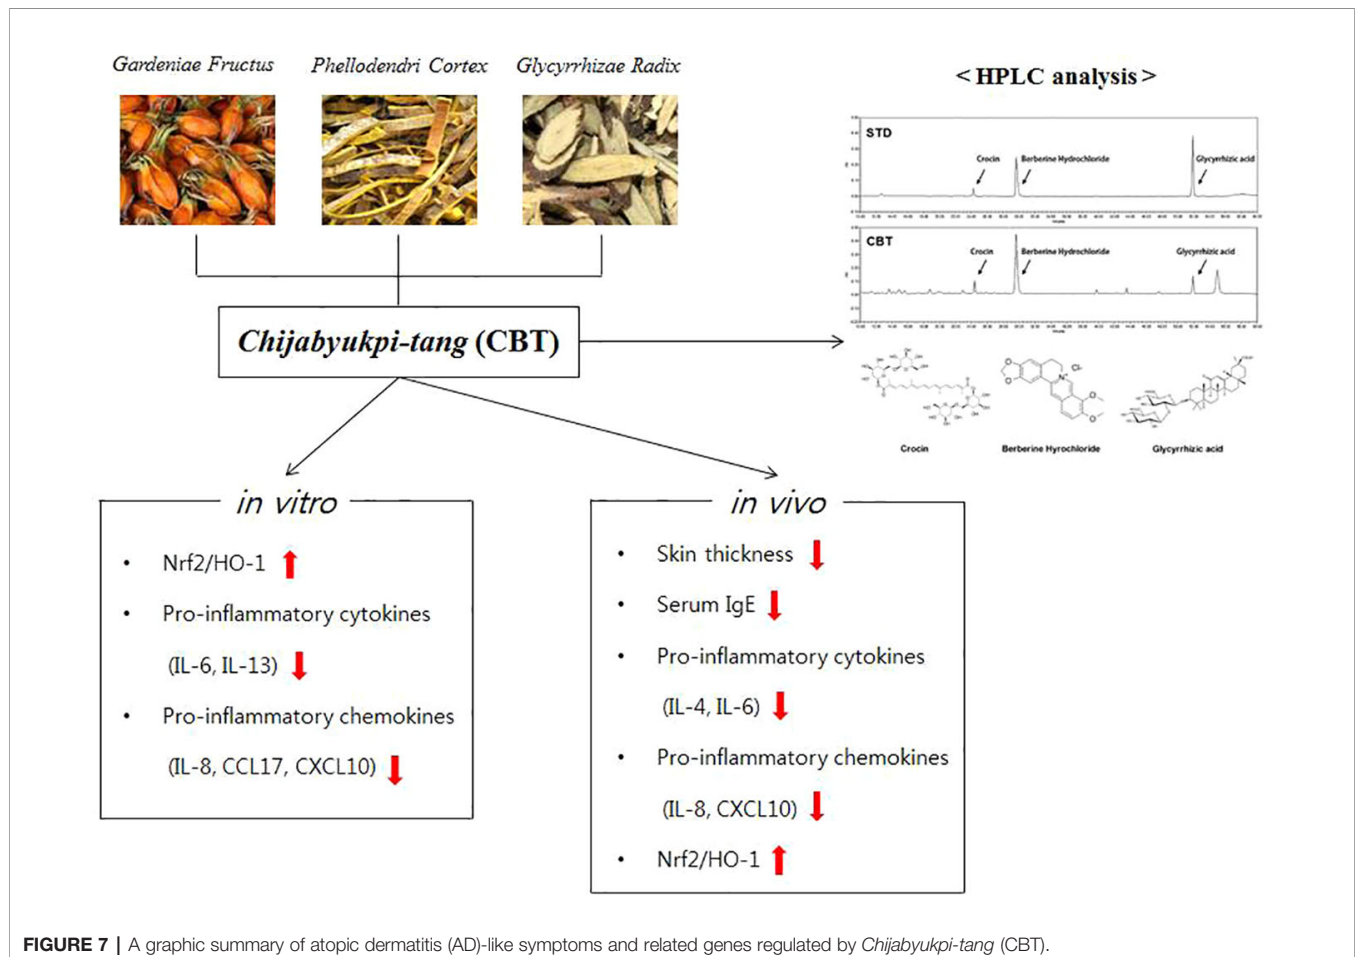 Gardeniae Fructus
Phellodendri Cortex
Glycyrrhizae Radix
< HPLC analysis >
STD
Crocin
Berberine Hydrochloride
Glycyrrhizic acid
CBT
Crocin
Berberine Hydrochloride
Glycyrrhizic acid
Chijabyukpi-tang (CBT)
Crocin
Berberine Hyrochloride
Glycyrrhizic acid
in vitro
• Nrf2/HO-1
• Pro-inflammatory cytokines
(IL-6, IL-13)
• Pro-inflammatory chemokines
(IL-8, CCL17, CXCL10)
in vivo
• Skin thickness
• Serum IgE
• Pro-inflammatory cytokines
(IL-4, IL-6)
• Pro-inflammatory chemokines
(IL-8, CXCL10)
• Nrf2/HO-1
FIGURE 7 | A graphic summary of atopic dermatitis (AD)-like symptoms and related genes regulated by Chijabyukpi-tang (CBT).